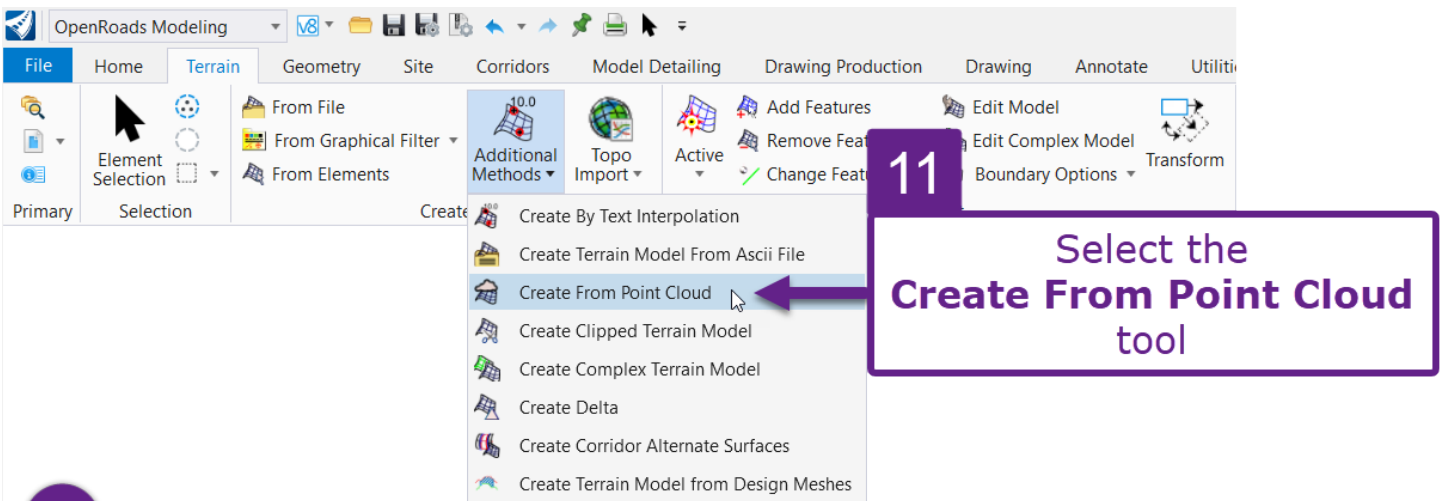 OpenRoads Modeling
File Home Terrain Geometry Site Corridors Model Detailing Drawing Production Drawing Annotate
From File
From Graphical Filter
From Elements
Element
Selection
Primary
Selection
10.0
Additional
Methods
Topo
Import
Active
Add Features
Remove
Change
Edit Model
Edit Complex Model
Boundary Options
Transform
Create By Text Interpolation
Create Terrain Model From Ascii File
Create From Point Cloud
Create Clipped Terrain Model
Create Complex Terrain Model
Create Delta
Create Corridor Alternate Surfaces
Create Terrain Model from Design Meshes
11
Select the
Create From Point Cloud
tool